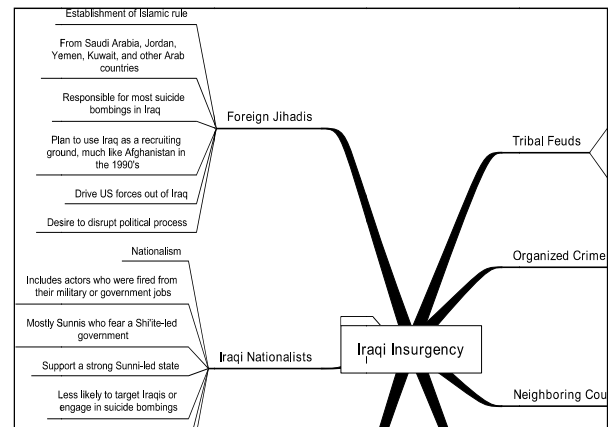 Establishment of Islamic rule
From Saudi Arabia, Jordan,
Yemen, Kuwait, and other Arab
countries
Responsible for most suicide
bombings in Iraq
Plan to use Iraq as a recruiting
ground, much like Afghanistan in
the 1990's
Drive US forces out of Iraq
Desire to disrupt political process
Foreign Jihadis
Nationalism
Includes actors who were fired from
their military or government jobs
Mostly Sunnis who fear a Shi'ite-led
government
Support a strong Sunni-led state
Less likely to target Iraqis or
engage in suicide bombings
Iraqi Nationalists
Iraqi Insurgency
Tribal Feuds
Organized Crime
Neighboring Cou